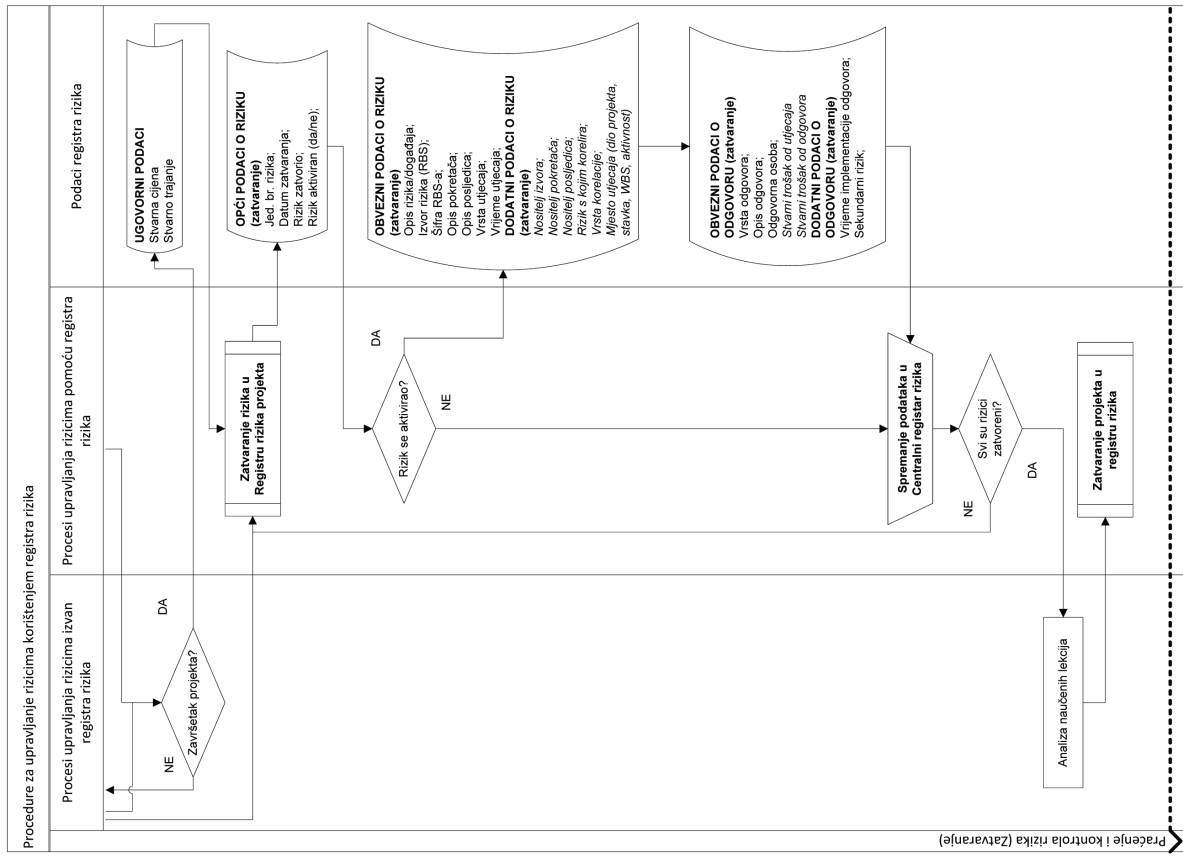 Procedure za upravljanje rizicima korištenjem registra rizika
Procesi upravljanja rizicima izvan
registra rizika
Procesi upravljanja rizicima pomoću registra
rizika
Podaci registra rizika
Praćenje i kontrola rizika (Zatvaranje)
Završetak projekta?
NE
DA
UGOVORNI PODACI
Stvarna cijena
Stvarno trajanje
Zatvaranje rizika u
Registru rizika projekta
OPĆI PODACI O RIZIKU
(zatvaranje)
Jed. br. rizika;
Datum zatvaranja;
Rizik zatvorio;
Rizik aktiviran (da/ne);
Rizik se aktivirao?
DA
NE
OBVEZNI PODACI O RIZIKU
(zatvaranje)
Opis rizika/događaja;
Izvor rizika (RBS);
Šifra RBS-a;
Opis pokretača;
Opis posljedica;
Vrsta utjecaja;
Vrijeme utjecaja;
DODATNI PODACI O RIZIKU
(zatvaranje)
Nositelj izvora;
Nositelj pokretača;
Nositelj posljedica;
Rizik s kojim korelira;
Vrsta korelacije;
Mjesto utjecaja (dio projekta,
stavka, WBS, aktivnost)
OBVEZNI PODACI O
ODGOVORU (zatvaranje)
Vrsta odgovora;
Opis odgovora;
Odgovorna osoba;
Stvarni trošak od utjecaja
Stvarni trošak od odgovora
DODATNI PODACI O
ODGOVORU (zatvaranje)
Vrijeme implementacije odgovora;
Sekundarni rizik;
Spremanje podataka u
Centralni registar rizika
Svi su rizici
zatvoreni?
NE
DA
Analiza naučenih lekcija
Zatvaranje projekta u
registru rizika